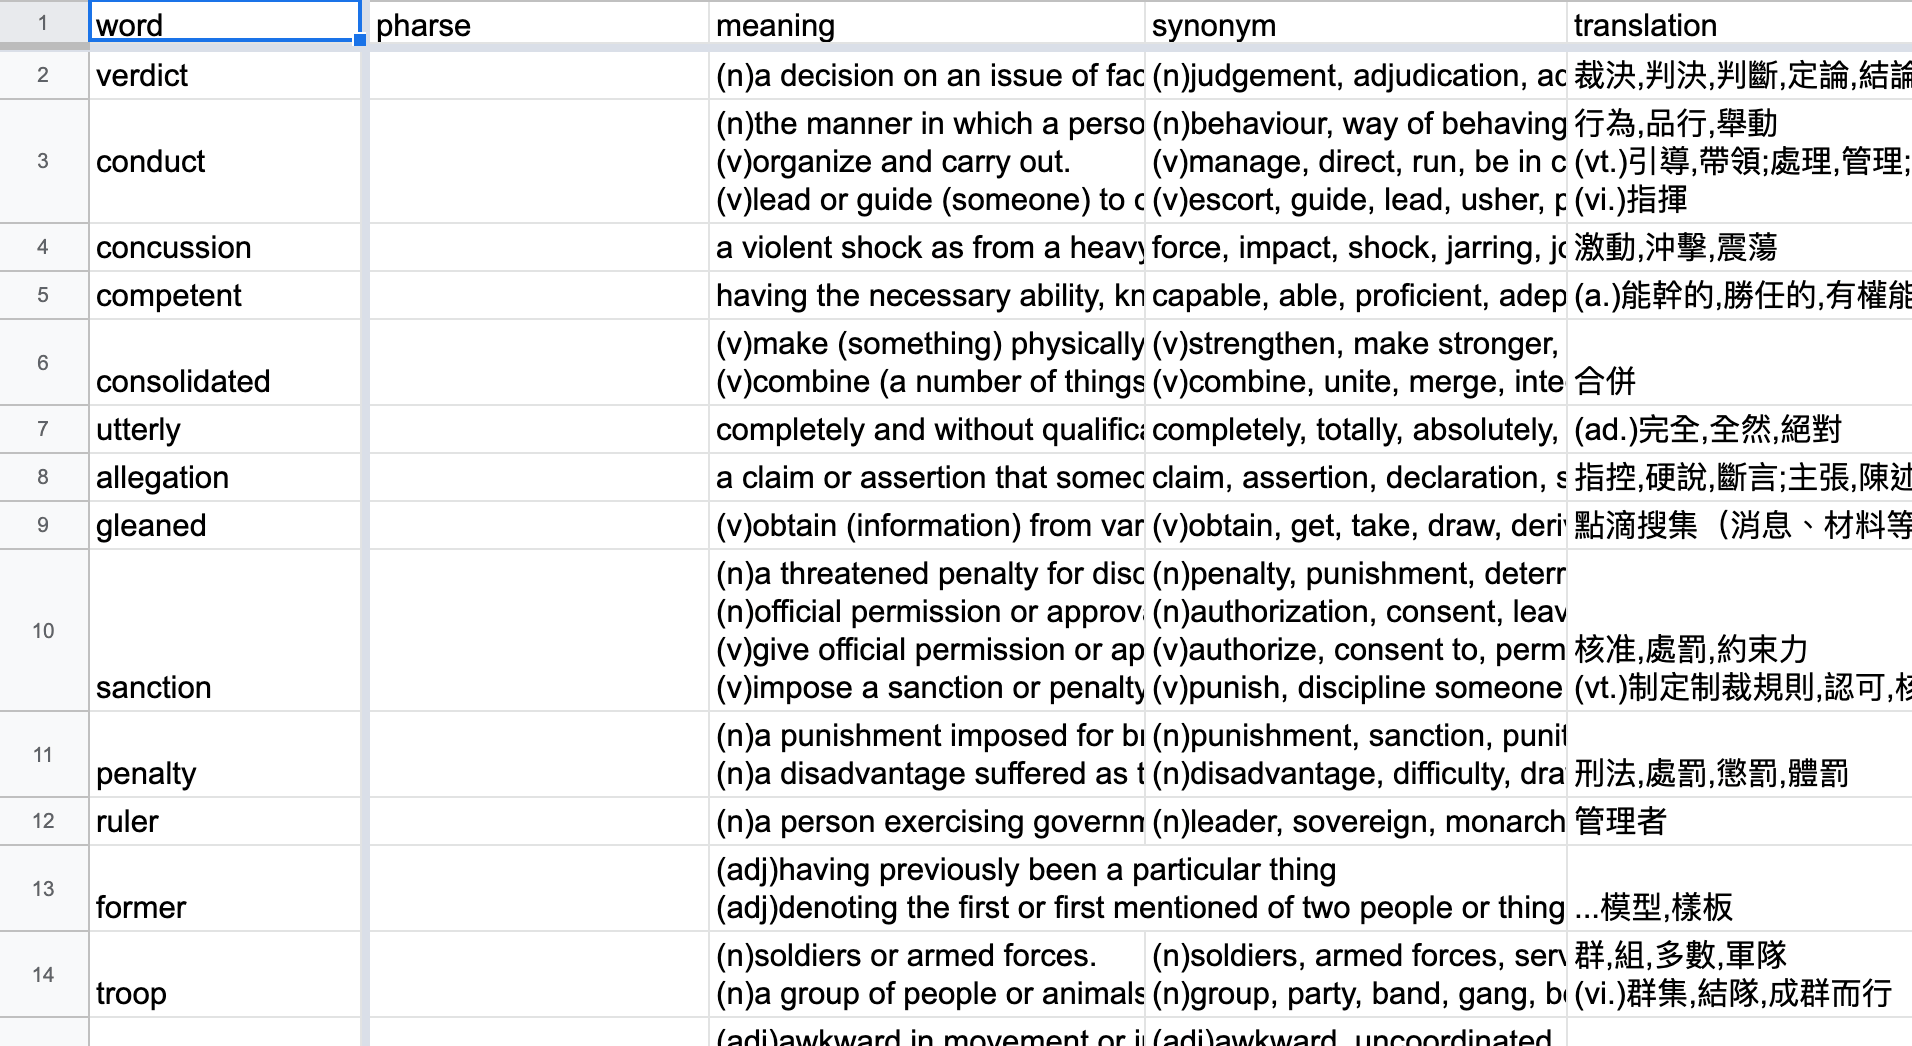 1 word pharse meaning synonym translation
2 verdict (n)a decision on an issue of fac (n)judgement, adjudication, ad 裁決,判決,判斷,定論,結論
(n)the manner in which a perso (n)behaviour, way of behaving 行為,品行,舉動
3 conduct (v)organize and carry out. (v)manage, direct, run, be in c (vt.)引導,帶領;處理,管理;
(v)lead or guide (someone) to c (v)escort, guide, lead, usher, p (vi.)指揮
4 concussion a violent shock as from a heavy force, impact, shock, jarring, jo 激動,沖擊,震蕩
5 competent having the necessary ability, kn capable, able, proficient, adep (a.)能幹的,勝任的,有權能
(v)make (something) physically (v)strengthen, make stronger,
6 consolidated (v)combine (a number of things (v)combine, unite, merge, inte 合併
7 utterly completely and without qualifica completely, totally, absolutely, (ad.)完全,全然,絕對
8 allegation a claim or assertion that someo claim, assertion, declaration, s 指控,硬說,斷言;主張,陳述
9 gleaned (v)obtain (information) from var (v)obtain, get, take, draw, deri 點滴搜集（消息、材料等
(n)a threatened penalty for diso (n)penalty, punishment, deterr
(n)official permission or approva (n)authorization, consent, leav
10 (v)give official permission or ap (v)authorize, consent to, perm 核准,處罰,約束力
sanction (v)impose a sanction or penalty (v)punish, discipline someone (vt.)制定制裁規則,認可,核
(n)a punishment imposed for br (n)punishment, sanction, punit
11 penalty (n)a disadvantage suffered as t (n)disadvantage, difficulty, dra 刑法,處罰,懲罰,體罰
12 ruler (n)a person exercising governm (n)leader, sovereign, monarch 管理者
(adj)having previously been a particular thing
13 former (adj)denoting the first or first mentioned of two people or thing ...模型,樣板
(n)soldiers or armed forces. (n)soldiers, armed forces, serv 群,組,多數,軍隊
14 troop (n)a group of people or animals (n)group, party, band, gang, b (vi.)群集,結隊,成群而行
(adj)awkward in movement or i (adj)awkward, uncoordinated,